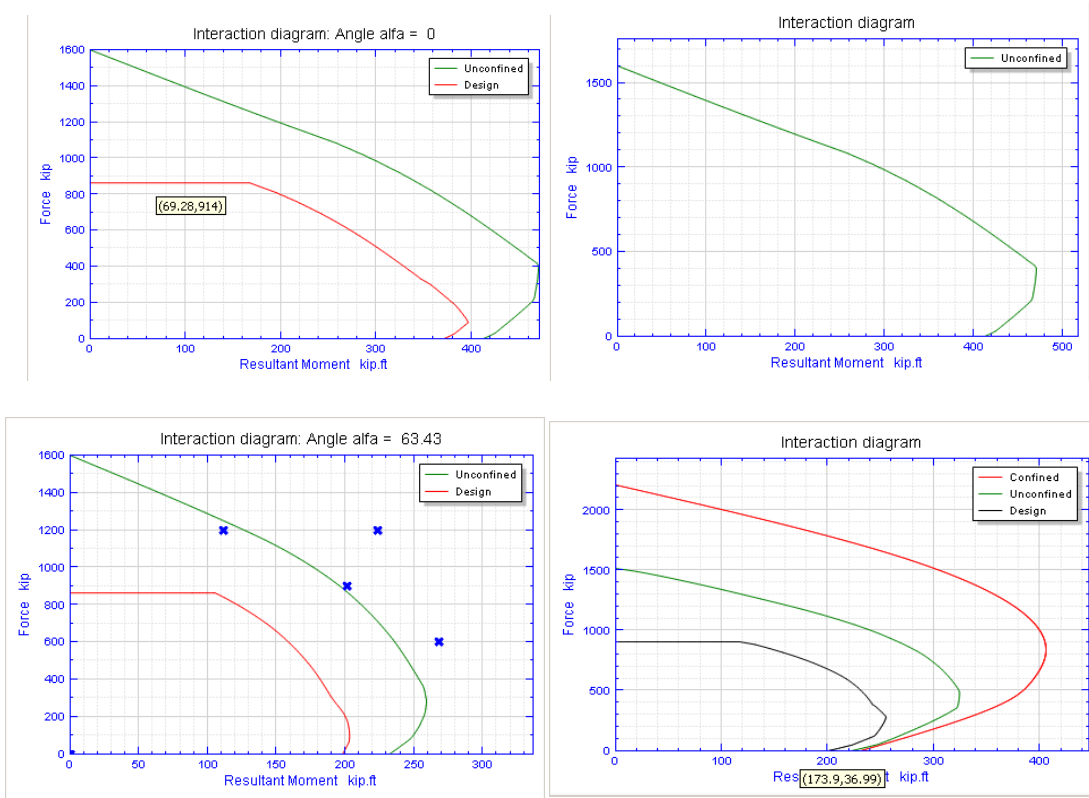 Interaction diagram: Angle alfa = 0
1600
1400
1200
1000
800
600
400
200
0
Force kip
Unconfined
Design
(69.28,914)
0 100 200 300 400
Resultant Moment kip.ft
Interaction diagram
1500
1000
500
0
Force kip
Unconfined
0 100 200 300 400 500
Resultant Moment kip.ft
Interaction diagram: Angle alfa = 63.43
1600
1400
1200
1000
800
600
400
200
0
Force kip
Unconfined
Design
0 100 150 200 250 300
Resultant Moment kip.ft
Interaction diagram
2000
1500
1000
500
0
Force kip
Confined
Unconfined
Design
0 100 200 300 400
Res (173.9,36.99) t kip.ft